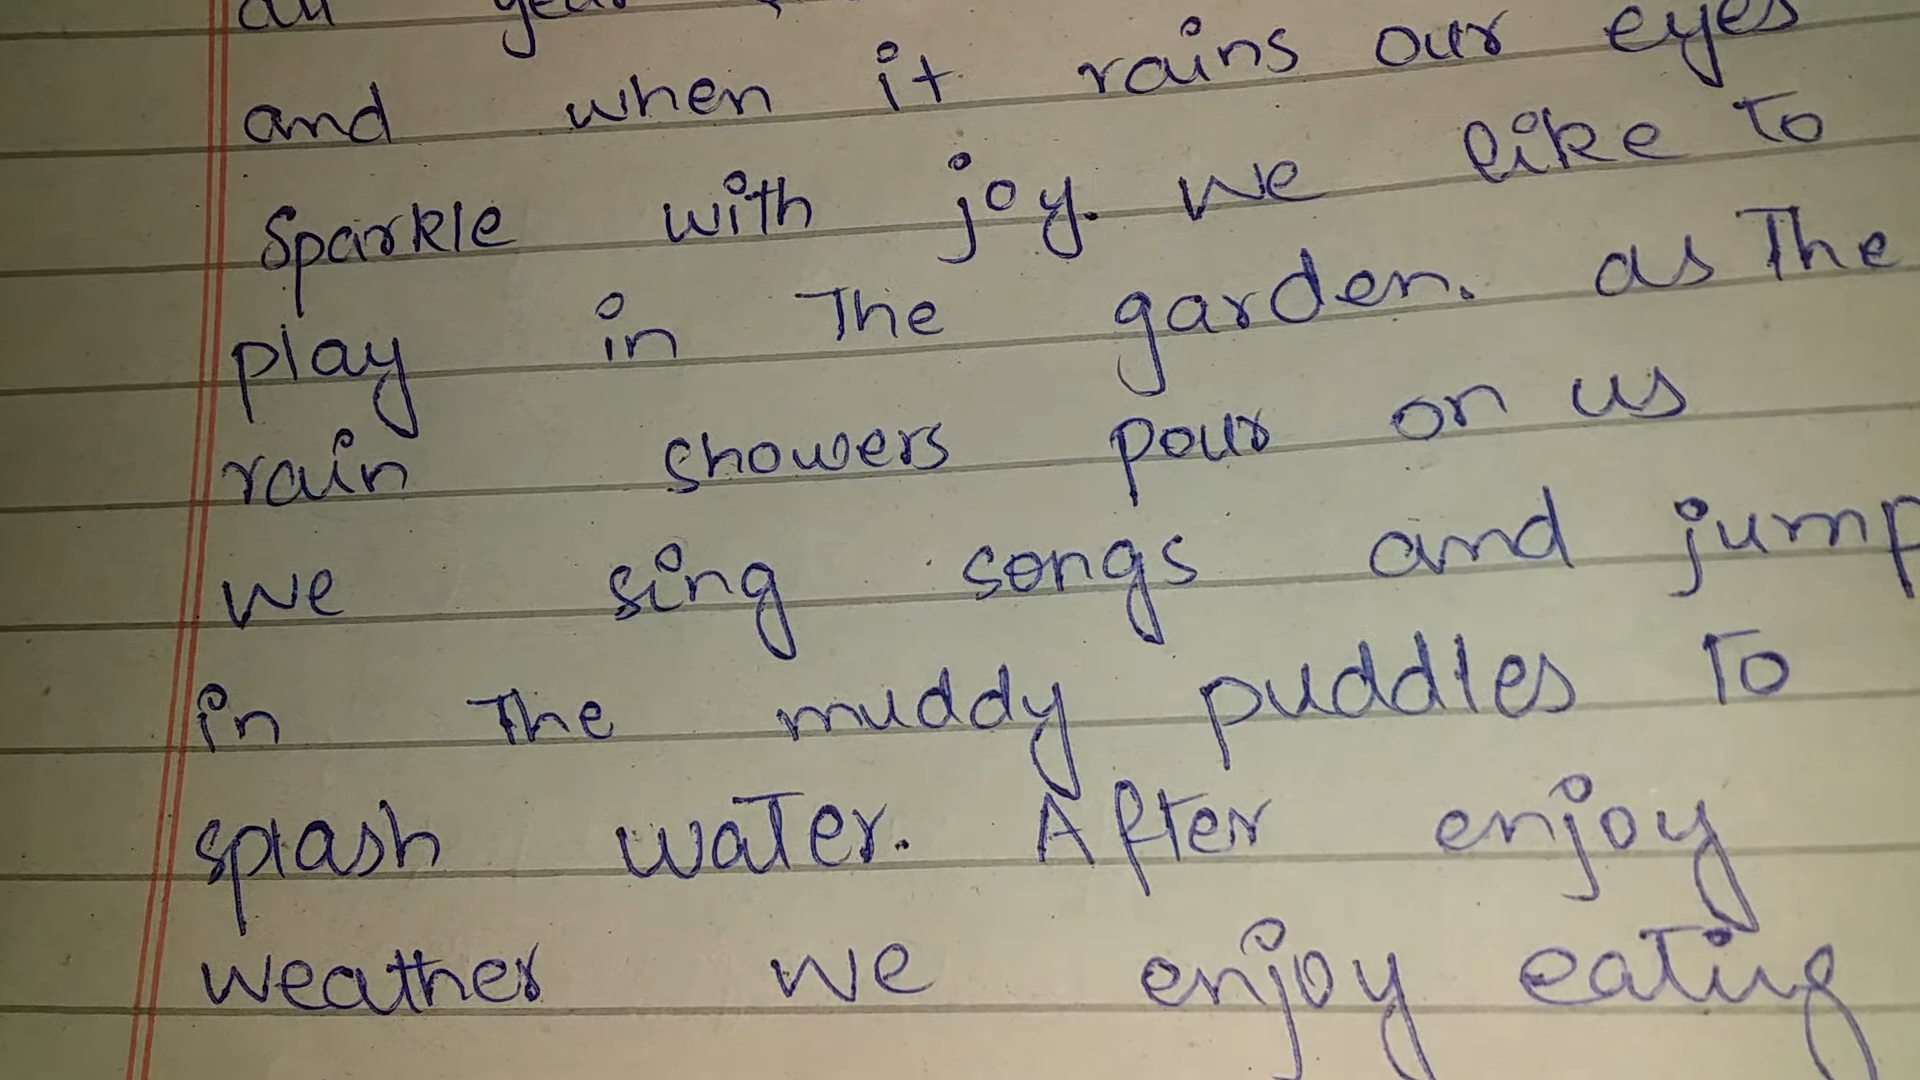 all year
and when it rains our eyes
Sparkle with joy. We like to
play in The garden. as The
rain showers pour on us
we sing songs and jump
in The muddy puddles To
splash water. After enjoy
weather we enjoy eating